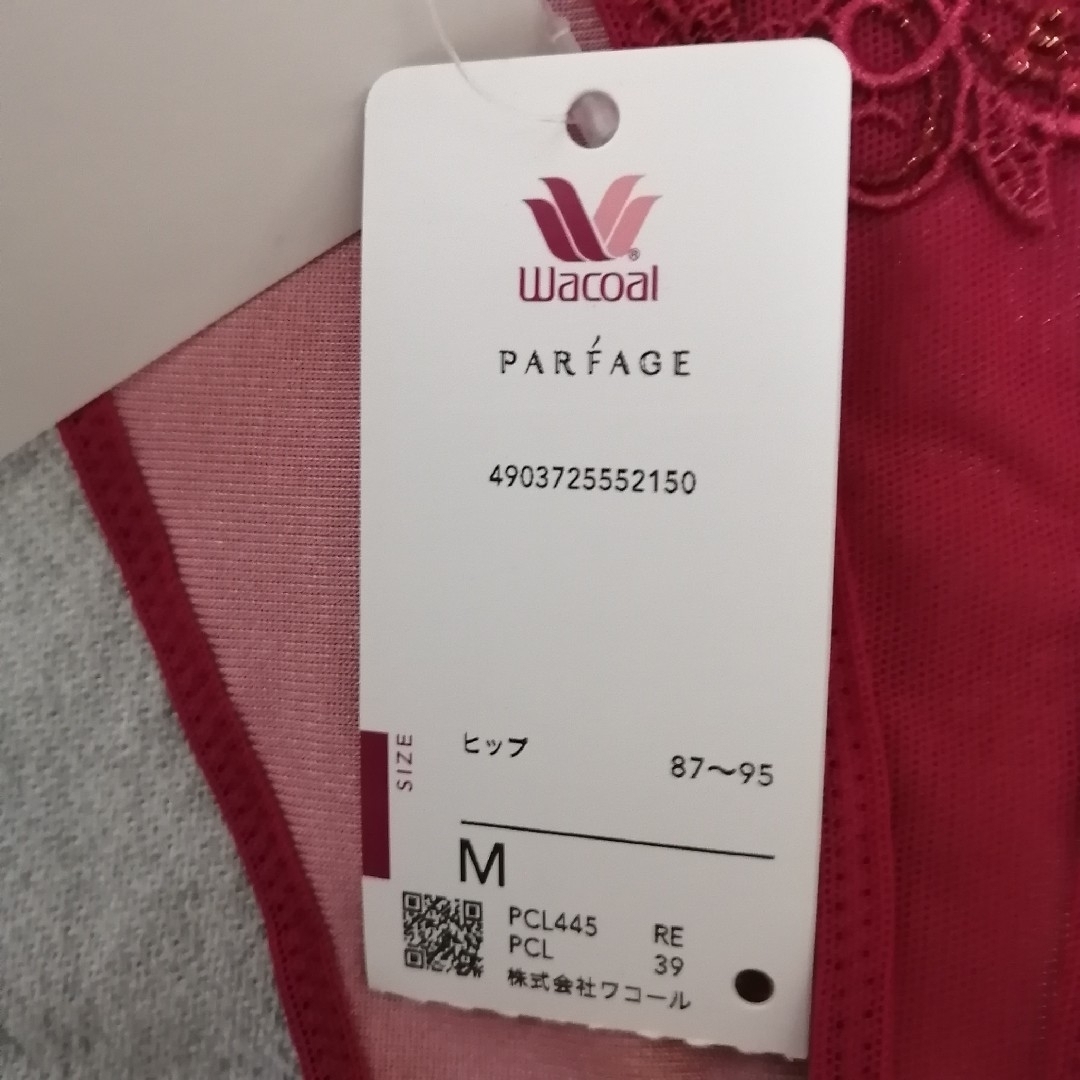 Wacoal
PARFAGE
4903725552150
SIZE
ヒップ 87〜95
M
PCL445 RE
PCL 39
株式会社ワコール